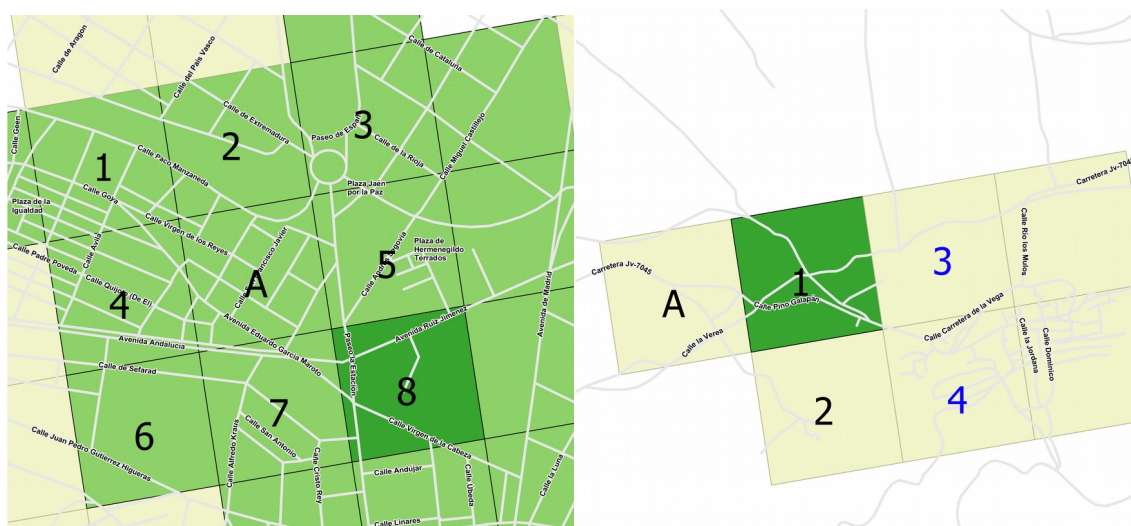 Calle de Aragon
Calle del Pais Vasco
Calle de Cataluña
Calle Geen
Calle de Extremadura
Paseo de España
3
2
Calle de la Rioja
Calle Miguel Castillejo
1
Calle Paco Manzaneda
Plaza Jaén
por la Paz
Calle Goya
Plaza de la
Igualdad
Calle Virgen de los Reyes
Calle Avila
Calle Padre Poveda
Calle Quijote (De El)
4
A
5
Plaza de
Hermenegildo
Terrados
Avenida de Madrid
Avenida Andalucia
Avenida Eduardo Garcia Maroto
Avenida Ruiz Jimenez
Paseo la Estación
Calle de Sefarad
8
7
6
Calle San Antonio
Calle Alfredo Kraus
Calle Cristo Rey
Calle Virgen de la Cabeza
Calle Juan Pedro Gutierrez Higueras
Calle Andujar
Calle Ubeda
Calle la Luna
Calle Linares
Carretera Jv-7045
Carretera Jv-704
Calle Rio los Mulos
3
1
A
Calle Pino Galapan
Calle la Verea
Calle Carretera de la Vega
Calle la Jordana
Calle Dominico
2
4